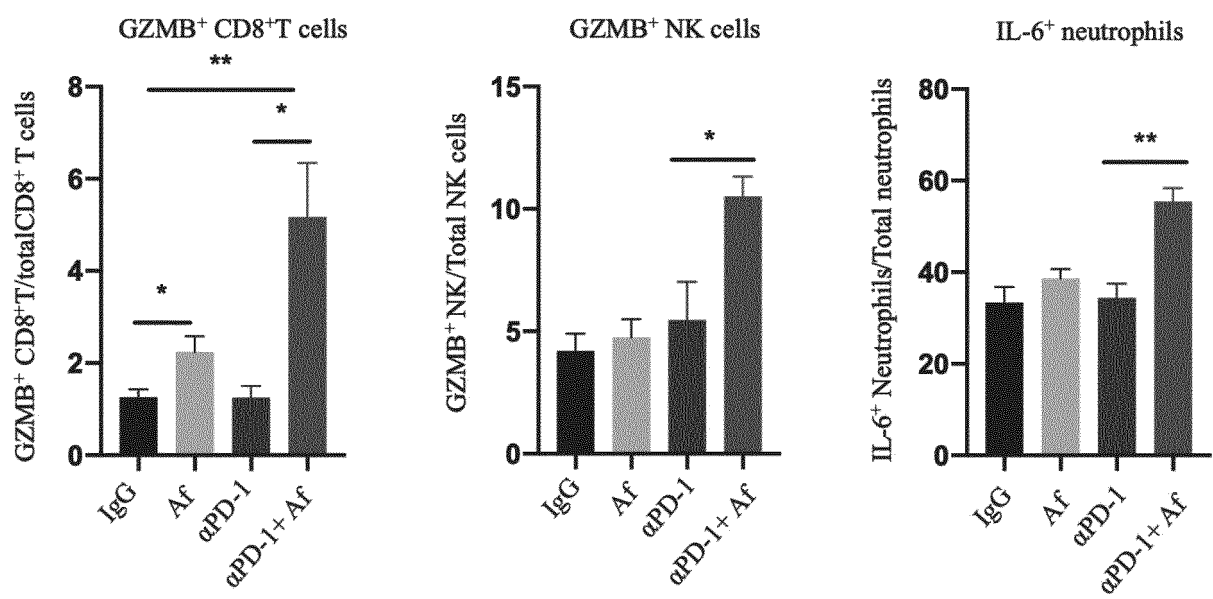 GZMB⁺ CD8⁺T cells
GZMB⁺ CD8⁺T/totalCD8⁺ T cells
8
6
4
2
0
**
*
*
IgG
Af
αPD-1
αPD-1+ Af
GZMB⁺ NK cells
GZMB⁺ NK/Total NK cells
15
10
5
0
*
IgG
Af
αPD-1
αPD-1+ Af
IL-6⁺ neutrophils
IL-6⁺ Neutrophils/Total neutrophils
80
60
40
20
0
**
IgG
Af
αPD-1
αPD-1+ Af